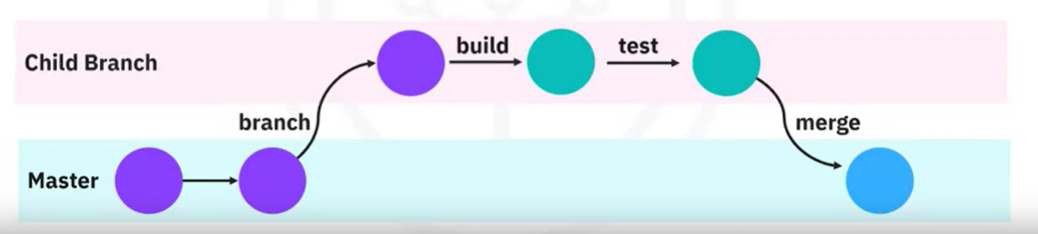 Child Branch
build
test
branch
merge
Master